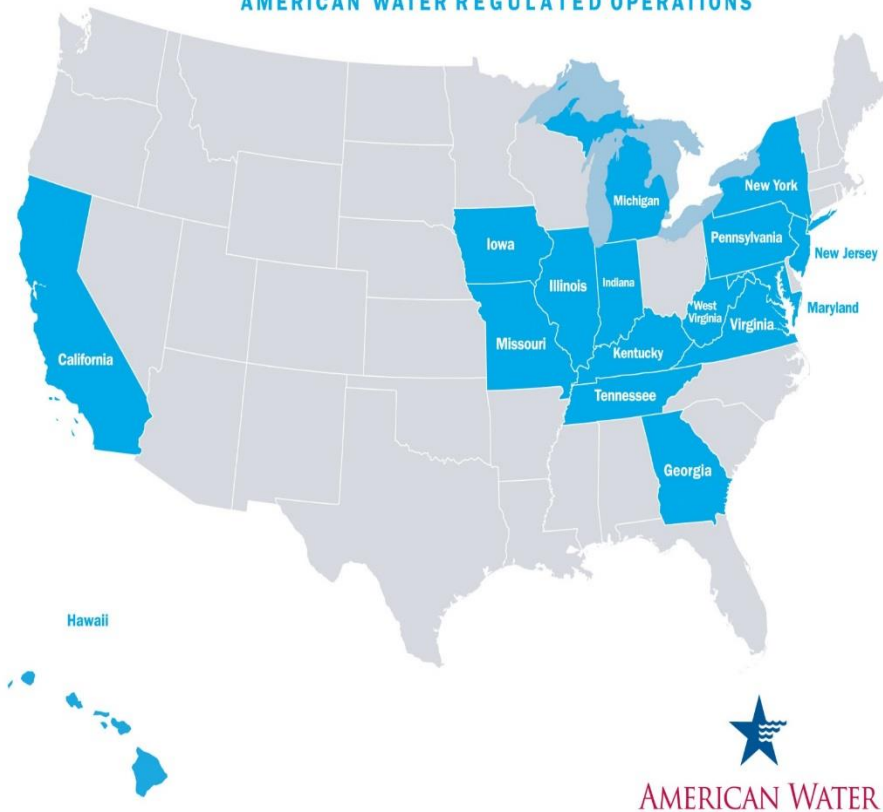 AMERICAN WATER REGULATED OPERATIONS
Michigan
New York
Iowa
Pennsylvania
New Jersey
Illinois
Indiana
West
Virginia
Virginia
Maryland
Missouri
Kentucky
California
Tennessee
Georgia
Hawaii
AMERICAN WATER